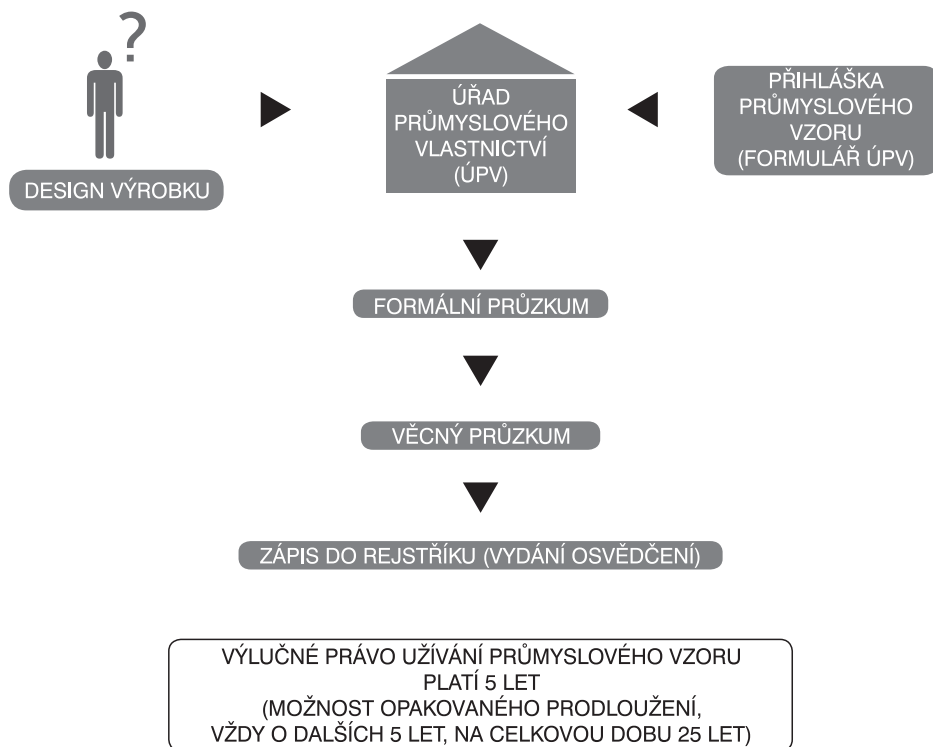 ?
DESIGN VÝROBKU
ÚŘAD
PRŮMYSLOVÉHO
VLASTNICTVÍ
(ÚPV)
PŘIHLÁŠKA
PRŮMYSLOVÉHO
VZORU
(FORMULÁŘ ÚPV)
FORMÁLNÍ PRŮZKUM
VĚCNÝ PRŮZKUM
ZÁPIS DO REJSTŘÍKU (VYDÁNÍ OSVĚDČENÍ)
VÝLUČNÉ PRÁVO UŽÍVÁNÍ PRŮMYSLOVÉHO VZORU
PLATÍ 5 LET
(MOŽNOST OPAKOVANÉHO PRODLOUŽENÍ,
VŽDY O DALŠÍCH 5 LET, NA CELKOVOU DOBU 25 LET)